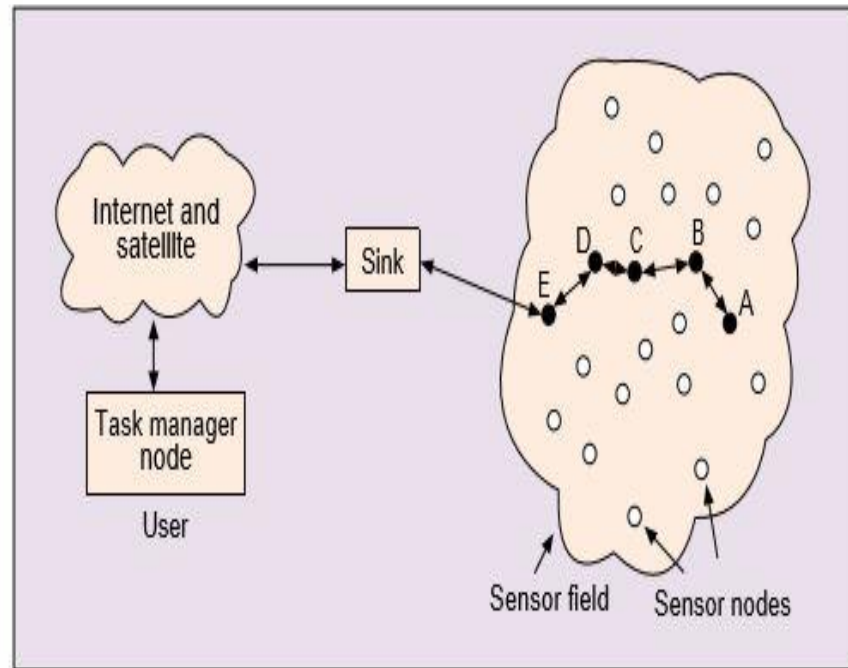 Internet and
satellite
Sink
D
C
B
E
A
Task manager
node
User
Sensor field
Sensor nodes